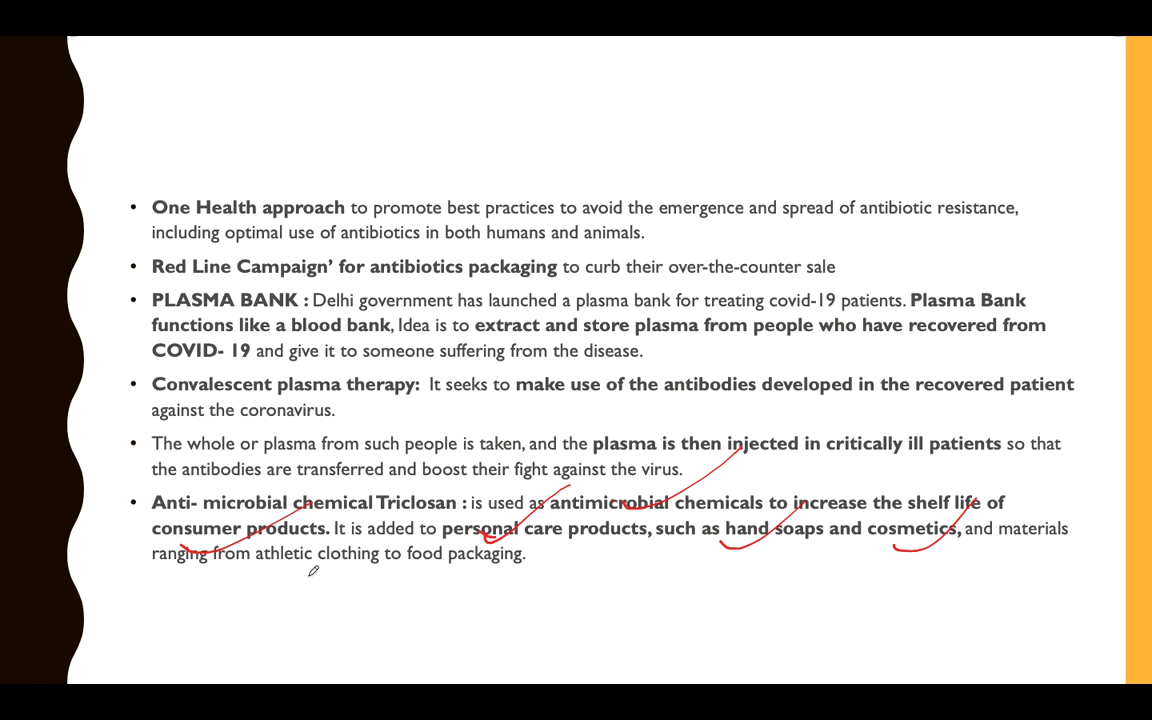 • One Health approach to promote best practices to avoid the emergence and spread of antibiotic resistance,
including optimal use of antibiotics in both humans and animals.
• Red Line Campaign’ for antibiotics packaging to curb their over-the-counter sale
• PLASMA BANK : Delhi government has launched a plasma bank for treating covid-19 patients. Plasma Bank
functions like a blood bank, Idea is to extract and store plasma from people who have recovered from
COVID- 19 and give it to someone suffering from the disease.
• Convalescent plasma therapy: It seeks to make use of the antibodies developed in the recovered patient
against the coronavirus.
• The whole or plasma from such people is taken, and the plasma is then injected in critically ill patients so that
the antibodies are transferred and boost their fight against the virus.
• Anti- microbial chemical Triclosan : is used as antimicrobial chemicals to increase the shelf life of
consumer products. It is added to personal care products, such as hand soaps and cosmetics, and materials
ranging from athletic clothing to food packaging.